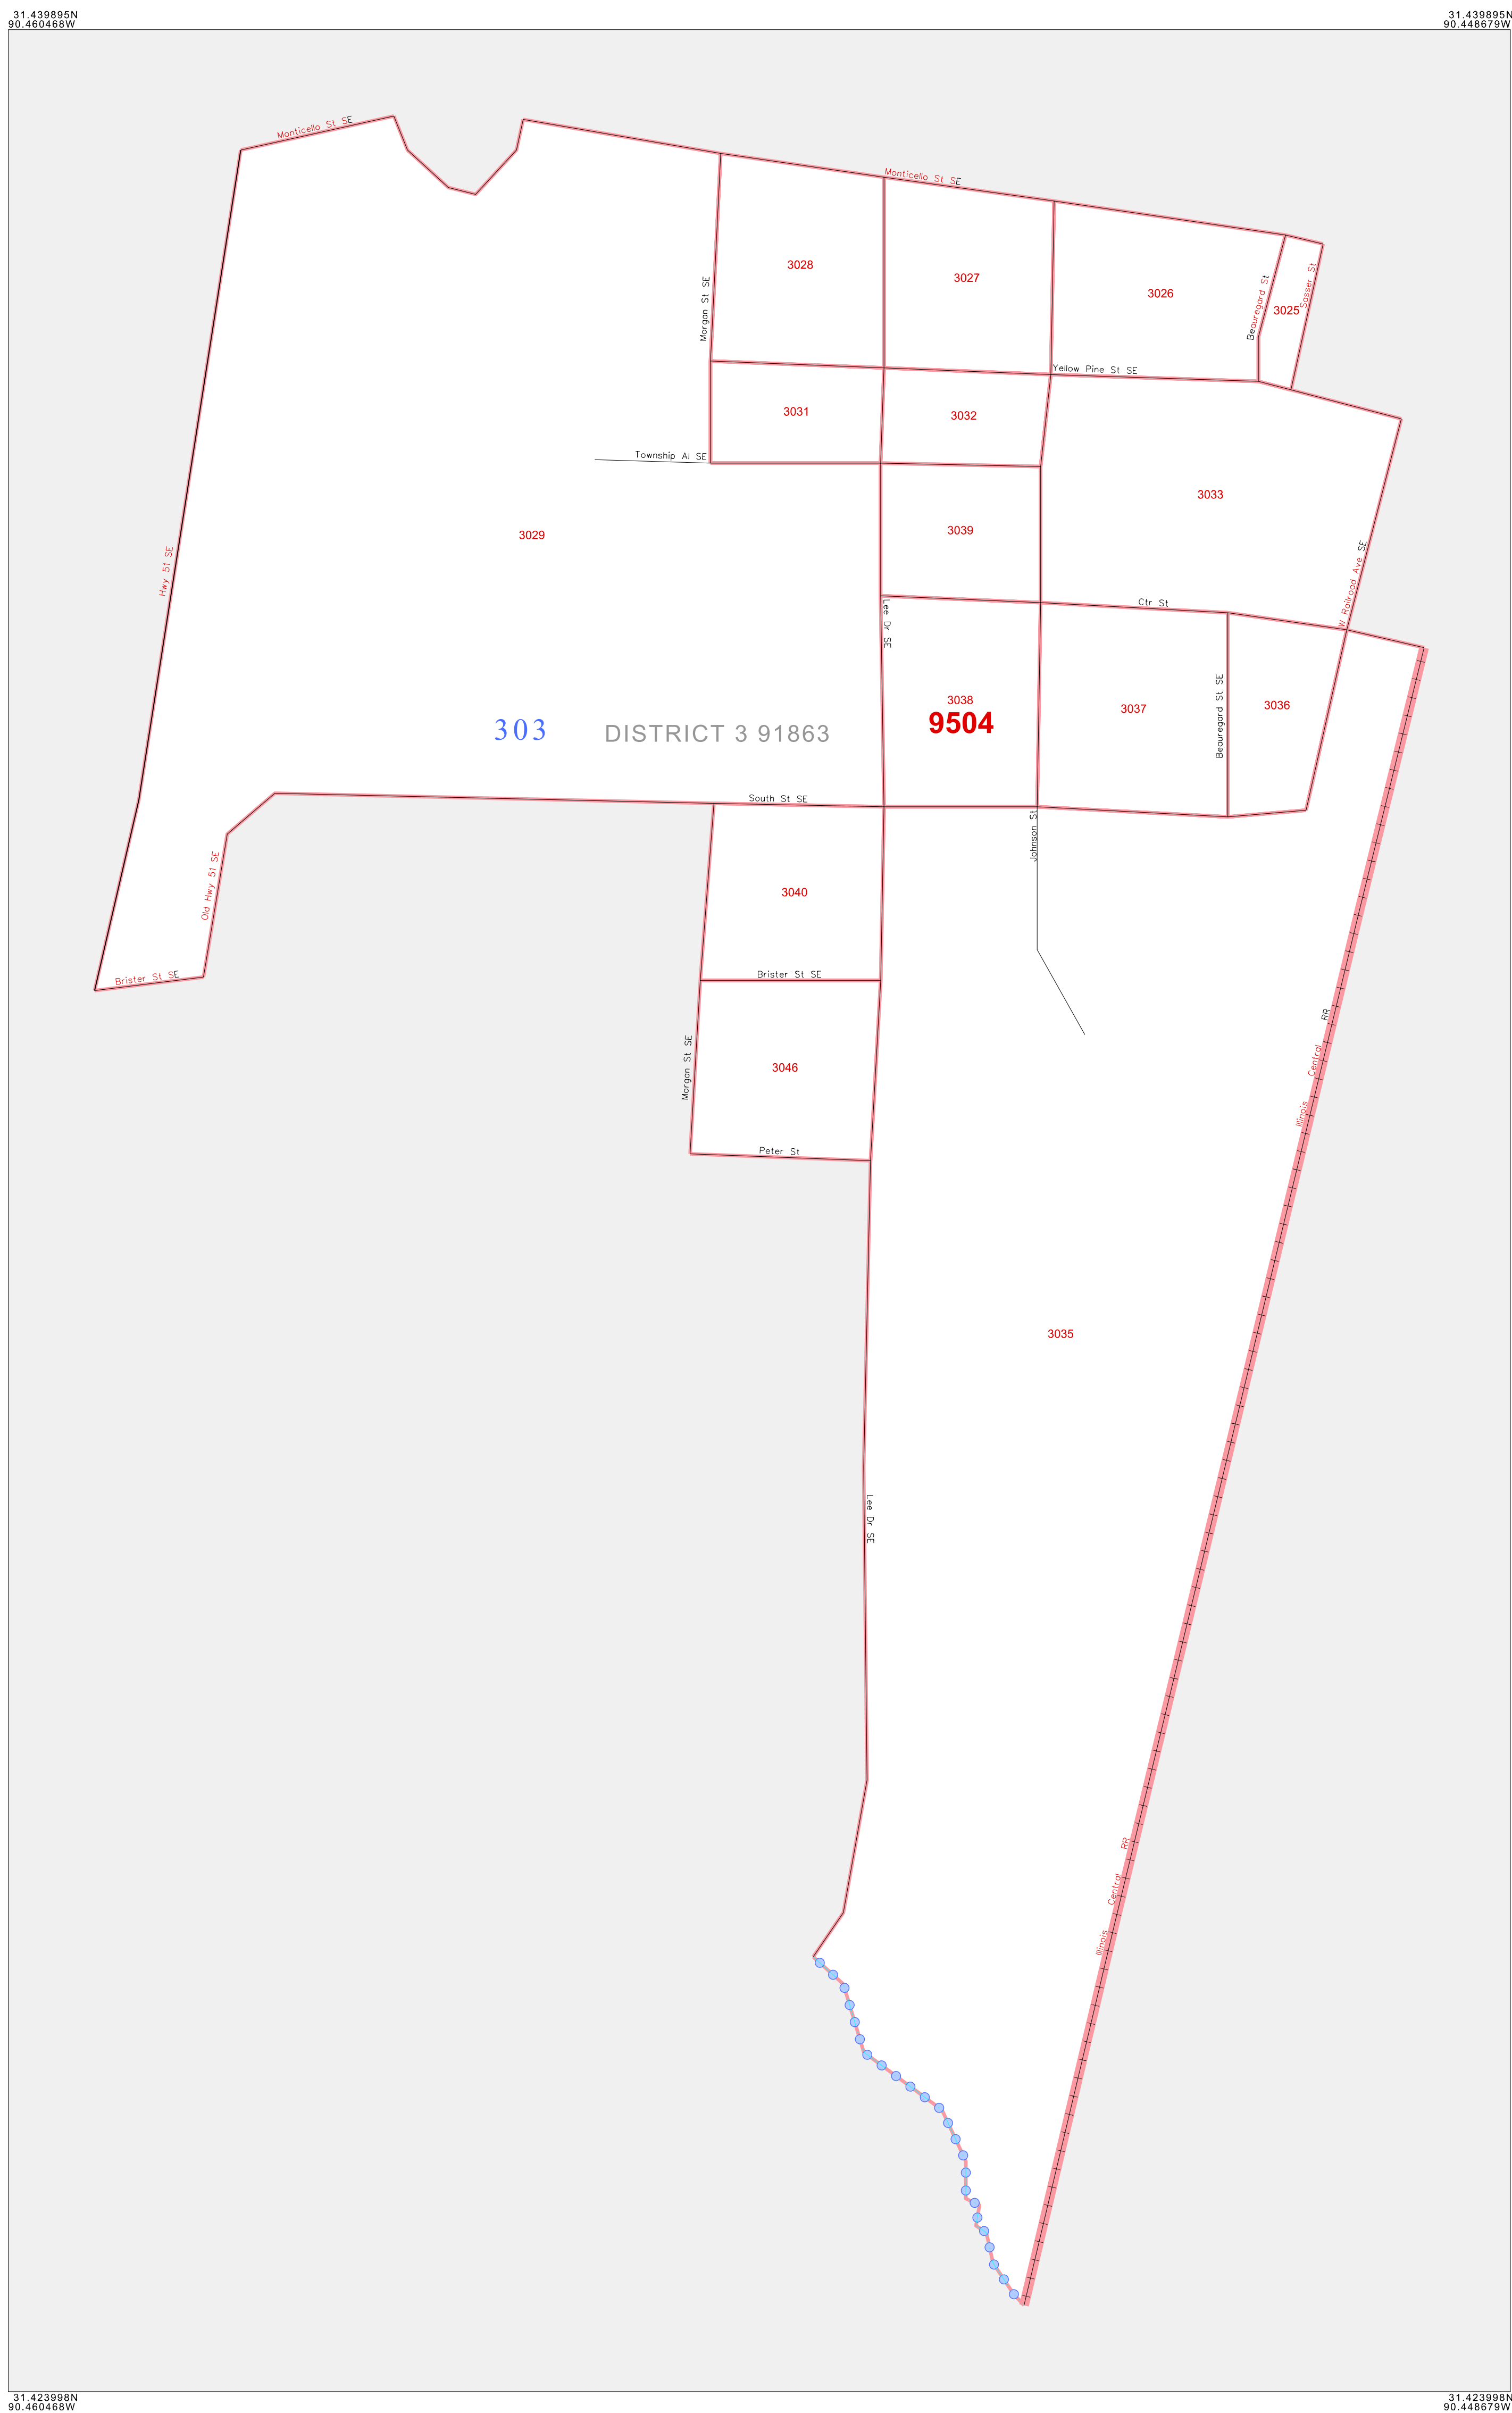 31.439895N
90.460468W
31.439895N
90.448679W
Monticello St SE
Monticello St SE
3028
3027
3026
3025
Sasser St
Beauregard St
Morgan St SE
Yellow Pine St SE
3031
3032
Township Al SE
3033
3029
3039
Hwy 51 SE
W Railroad Ave SE
Ctr St
Lee Dr SE
3038
9504
3037
Beauregard St SE
3036
303
DISTRICT 3 91863
South St SE
Johnson St
Old Hwy 51 SE
3040
Brister St SE
Brister St SE
Morgan St SE
3046
Peter St
Illinois Central RR
3035
Lee Dr SE
Illinois Central RR
31.423998N
90.460468W
31.423998N
90.448679W